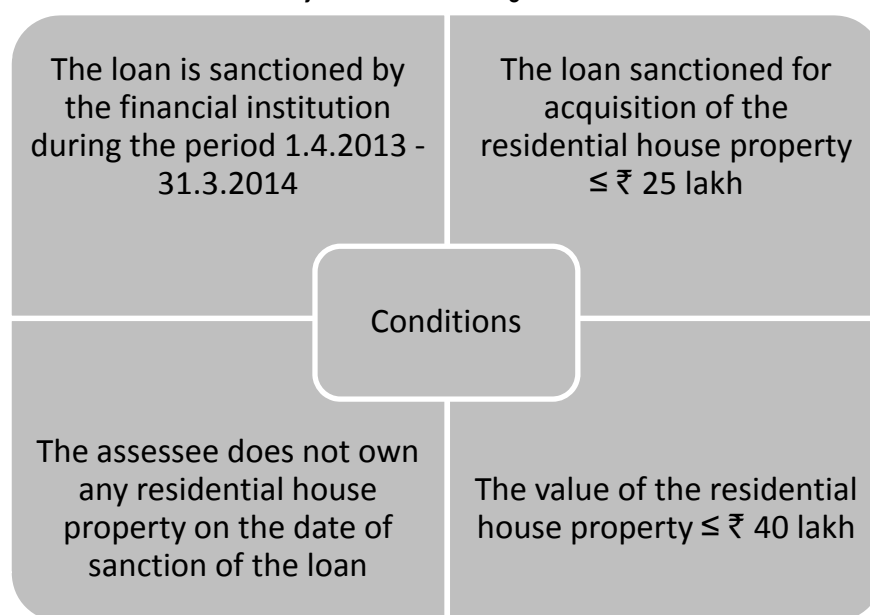 The loan is sanctioned by
the financial institution
during the period 1.4.2013 -
31.3.2014
The loan sanctioned for
acquisition of the
residential house property
≤ ₹ 25 lakh
Conditions
The assessee does not own
any residential house
property on the date of
sanction of the loan
The value of the residential
house property ≤ ₹ 40 lakh